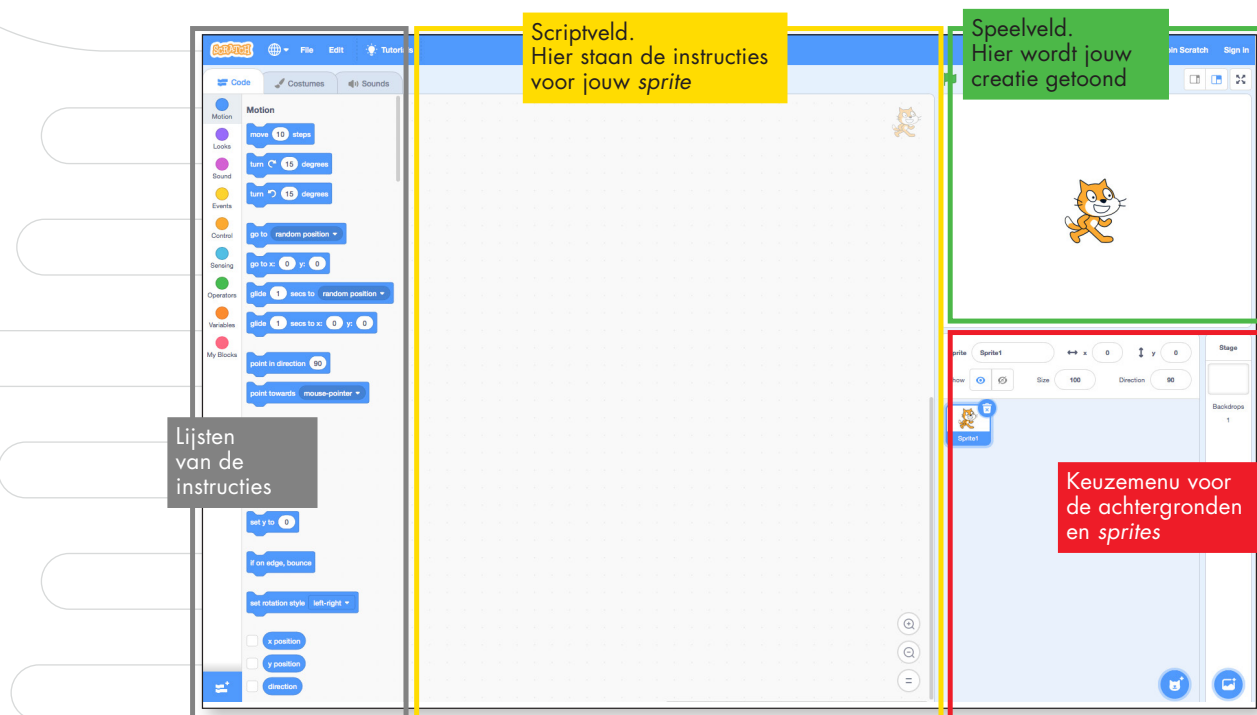 Scriptveld.
Hier staan de instructies
voor jouw sprite
Speelveld.
Hier wordt jouw
creatie getoond
SCRATCH File Edit Tutorials
in Scratch Sign in
Code Costumes Sounds
Motion
Looks
Sound
Events
Control
Sensing
Operators
Variables
My Blocks
Motion
move 10 steps
turn 15 degrees
turn 15 degrees
go to random position
go to x: 0 y: 0
glide 1 secs to random position
glide 1 secs to x: 0 y: 0
point in direction 90
point towards mouse-pointer
Lijsten
van de
instructies
set y to 0
if on edge, bounce
set rotation style left-right
x position
y position
direction
Sprite Sprite1 x 0 y 0
Show Size 100 Direction 90
Sprite1
Stage
Backdrops
1
Keuzemenu voor
de achtergronden
en sprites